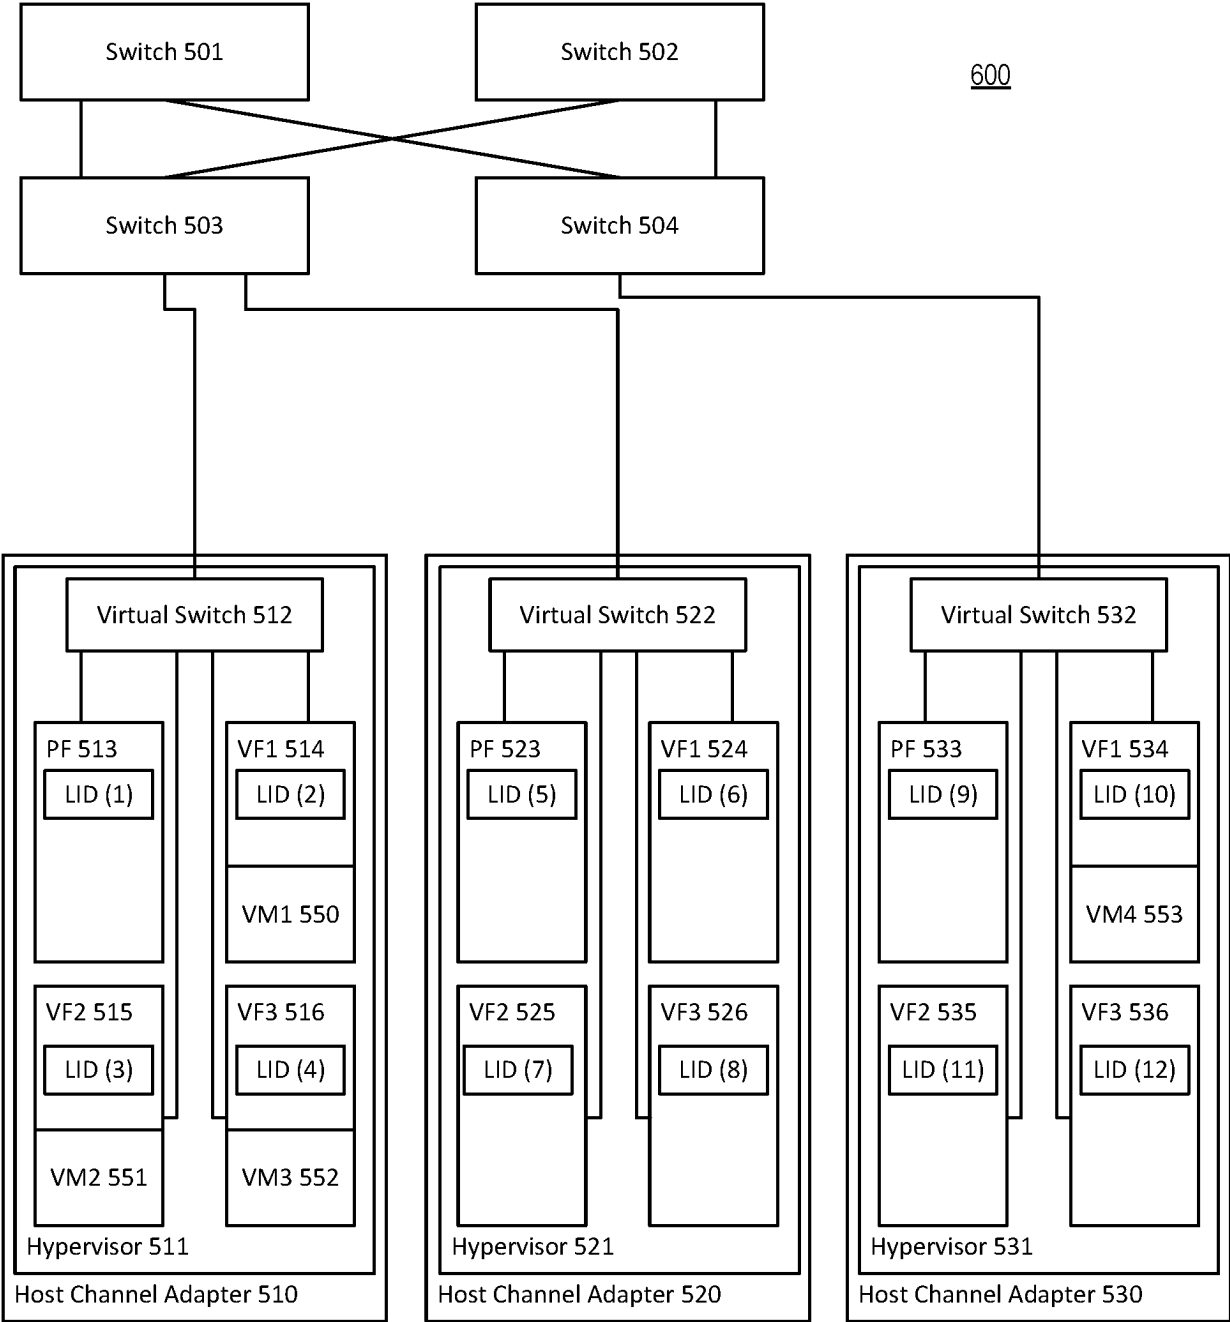 Switch 501
Switch 502
600
Switch 503
Switch 504
Virtual Switch 512
Virtual Switch 522
Virtual Switch 532
PF 513
LID (1)
VF1 514
LID (2)
VM1 550
VF2 515
LID (3)
VM2 551
VF3 516
LID (4)
VM3 552
Hypervisor 511
Host Channel Adapter 510
PF 523
LID (5)
VF1 524
LID (6)
VF2 525
LID (7)
VF3 526
LID (8)
Hypervisor 521
Host Channel Adapter 520
PF 533
LID (9)
VF1 534
LID (10)
VM4 553
VF2 535
LID (11)
VF3 536
LID (12)
Hypervisor 531
Host Channel Adapter 530